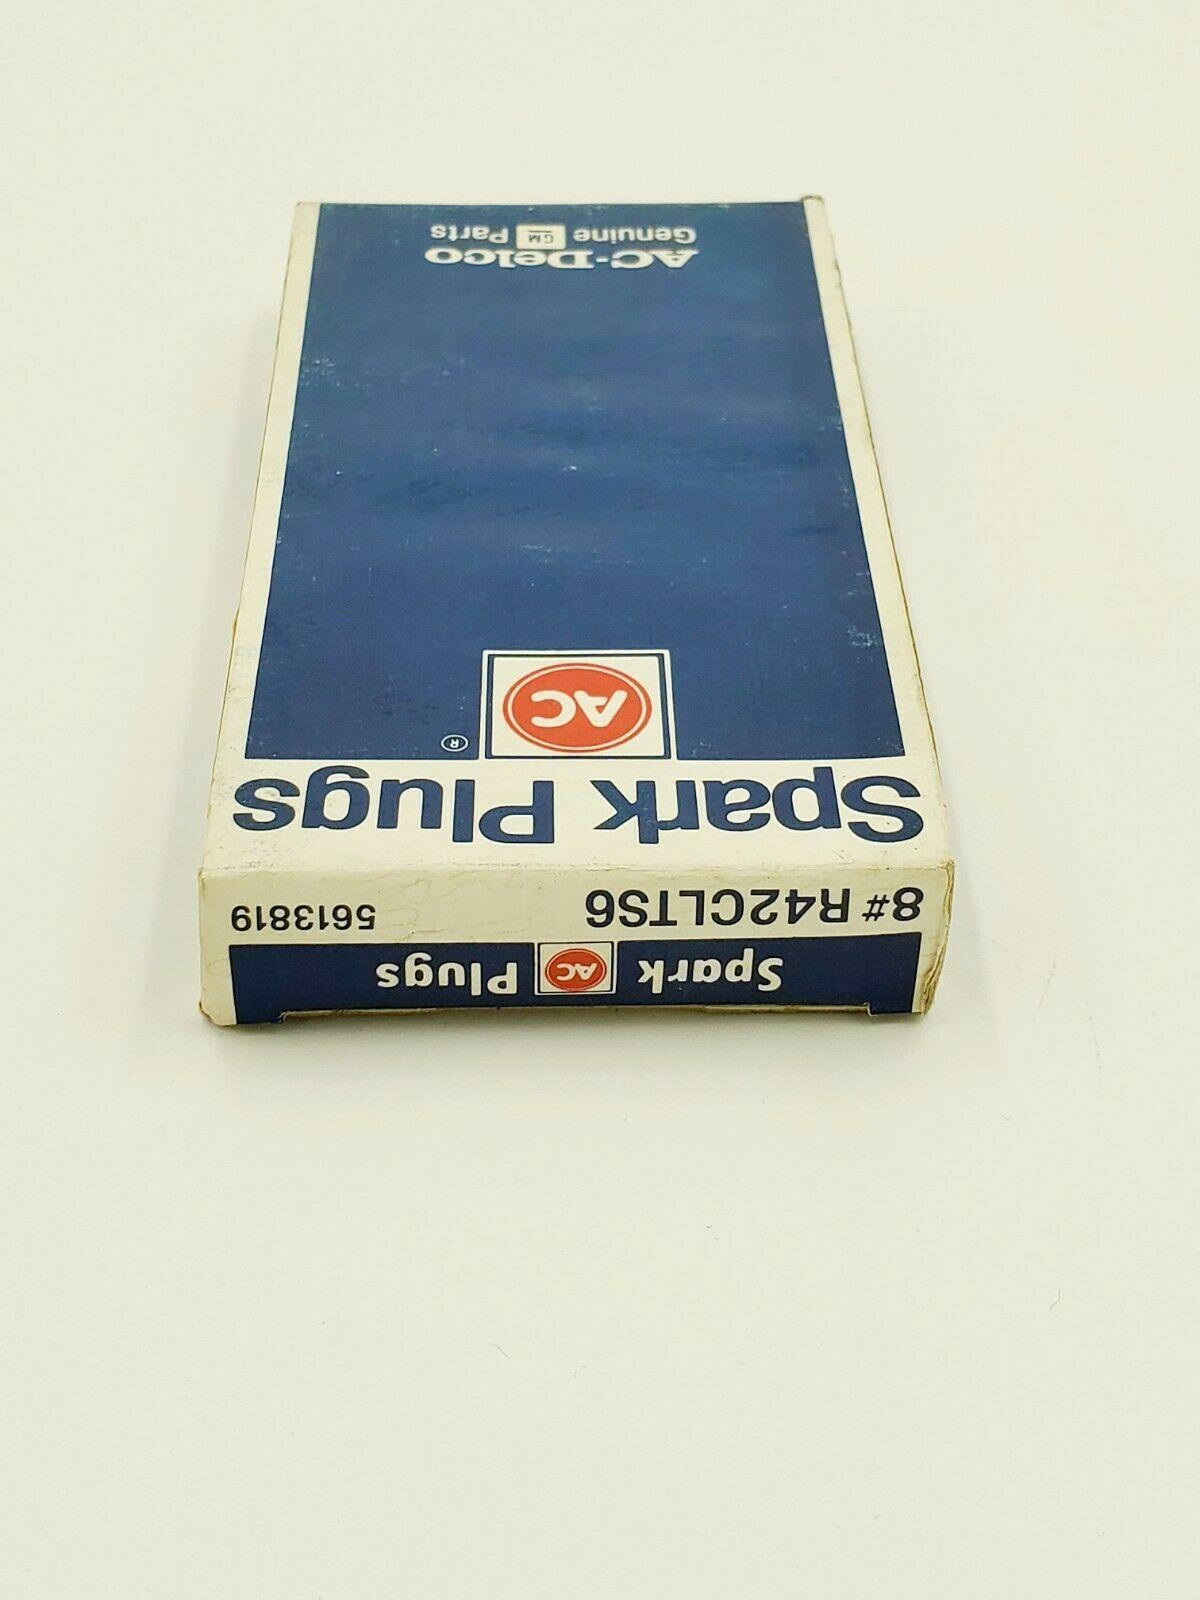 Spark AC Plugs
8# R42CLTS6 5613819
Spark Plugs
AC ®
AC-Delco
Genuine GM Parts